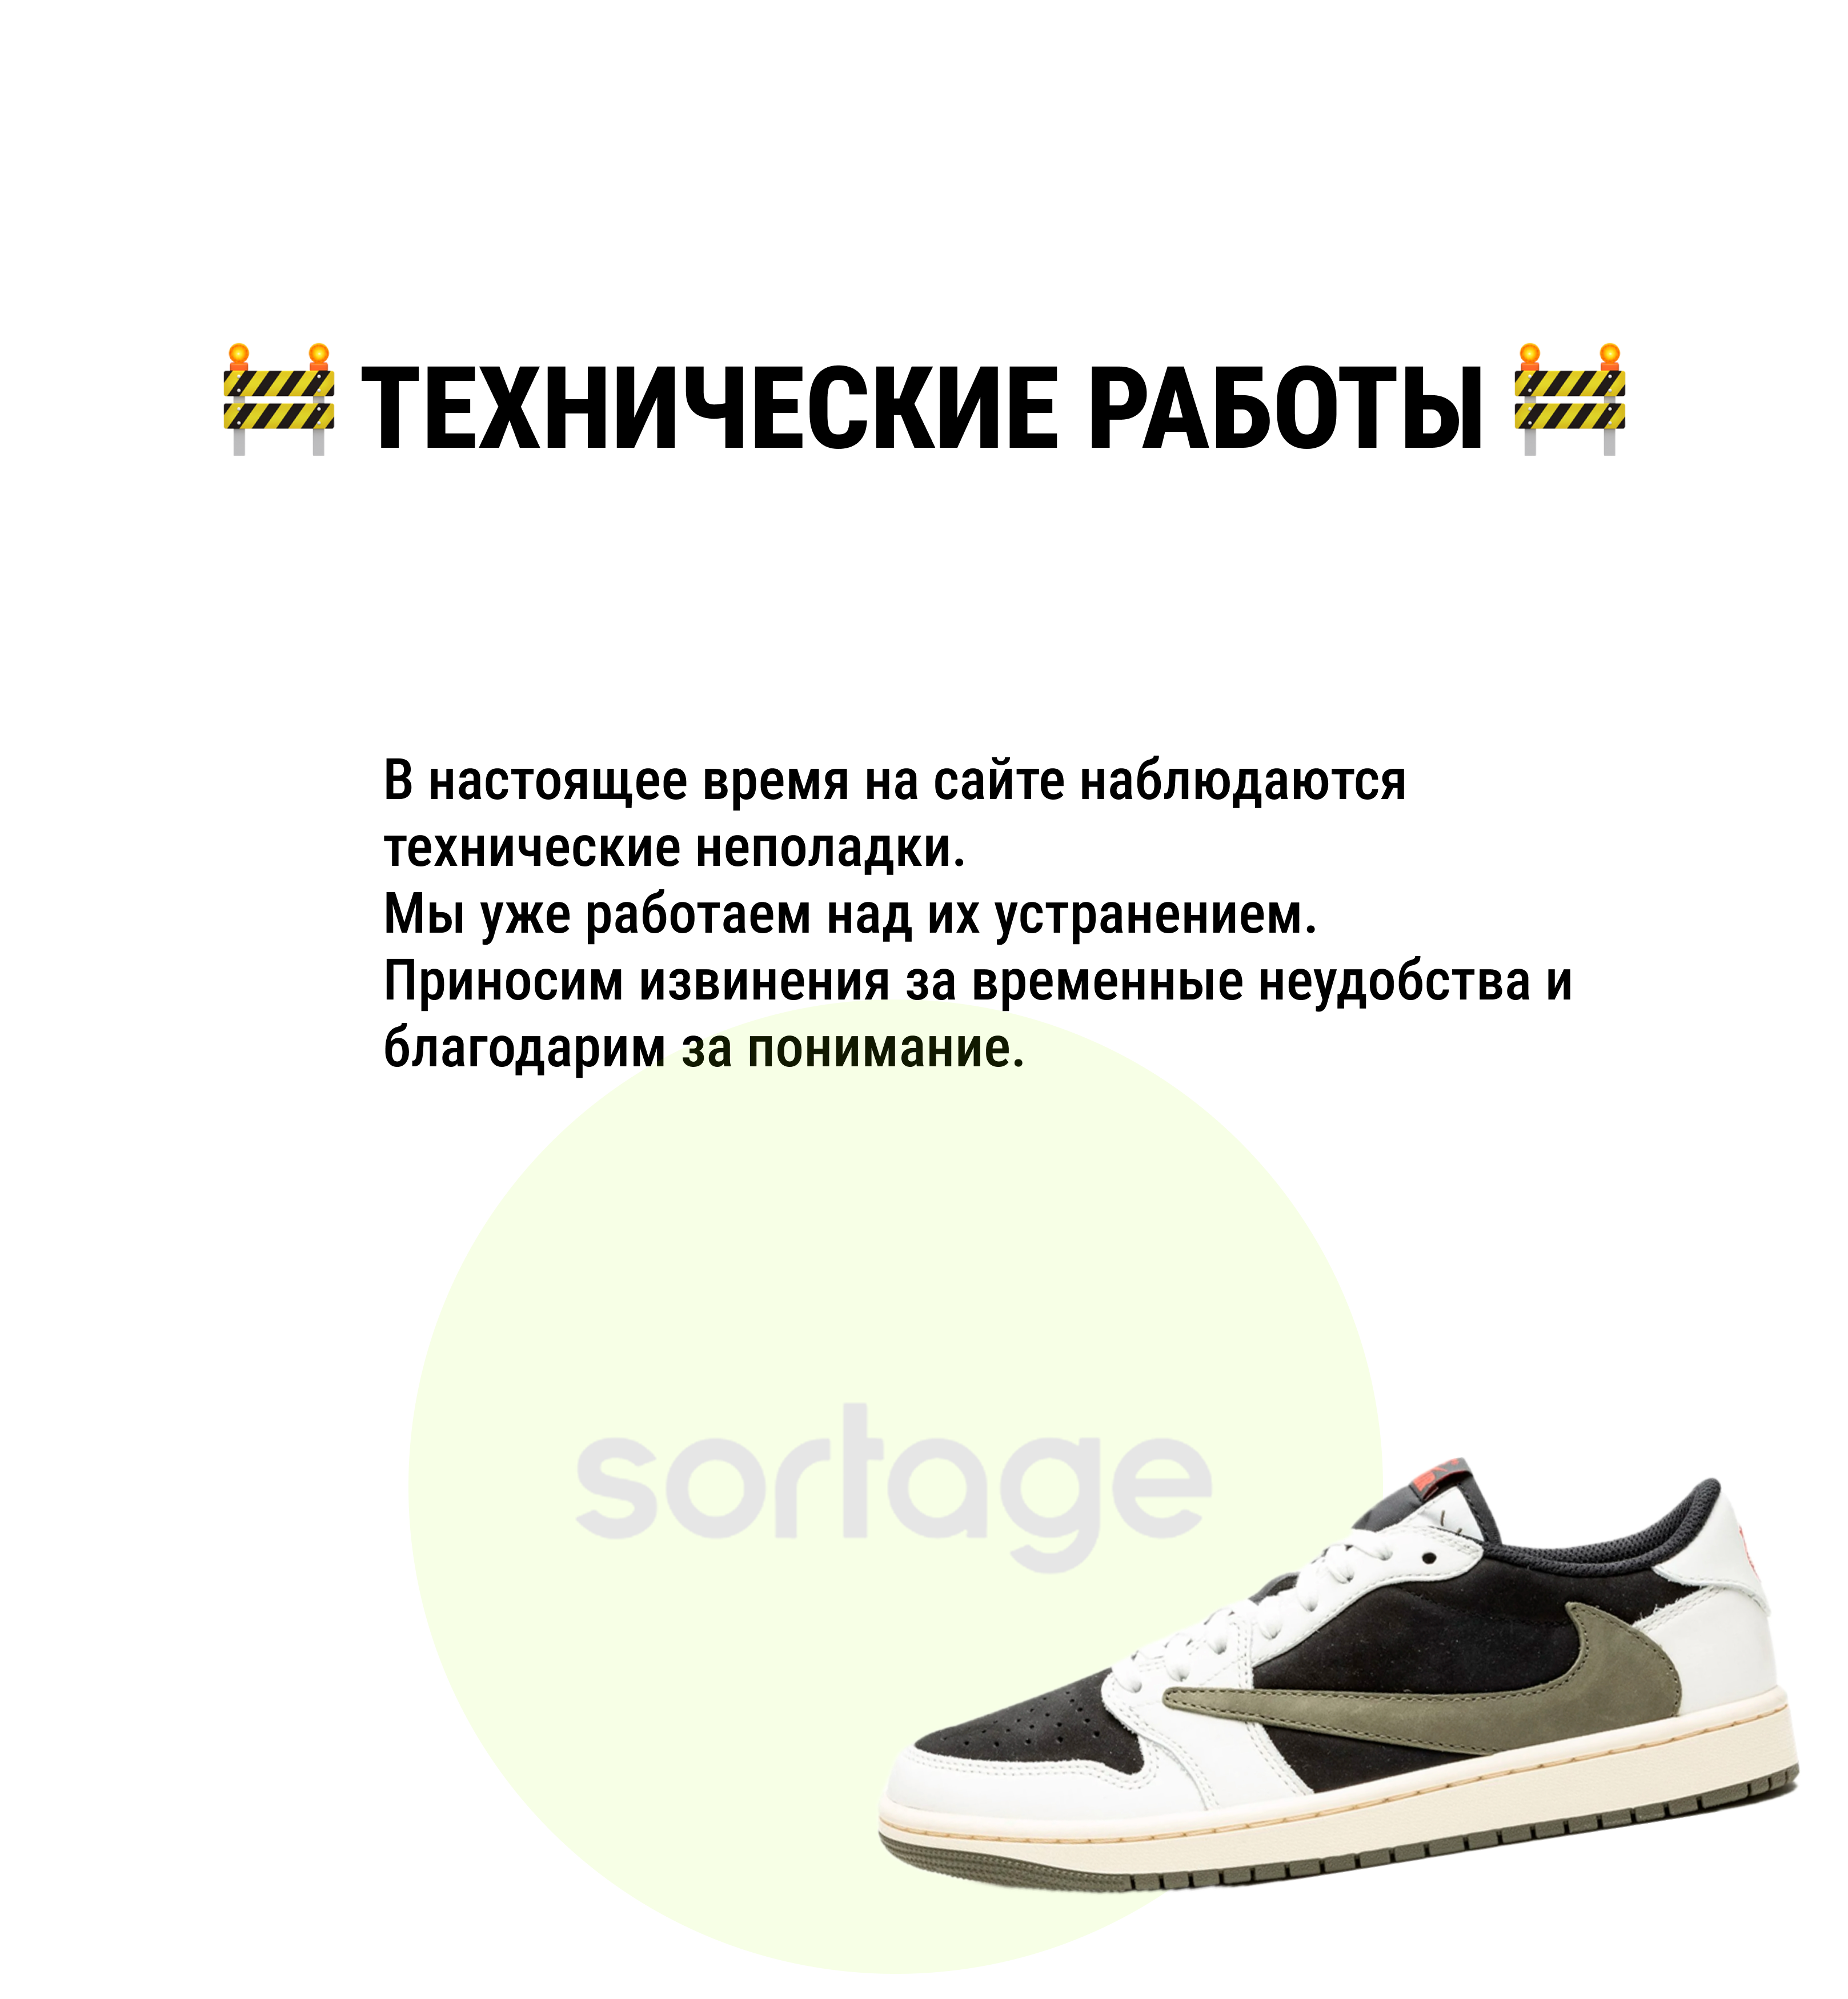 🚧 ТЕХНИЧЕСКИЕ РАБОТЫ 🚧
В настоящее время на сайте наблюдаются
технические неполадки.
Мы уже работаем над их устранением.
Приносим извинения за временные неудобства и
благодарим за понимание.
sortage